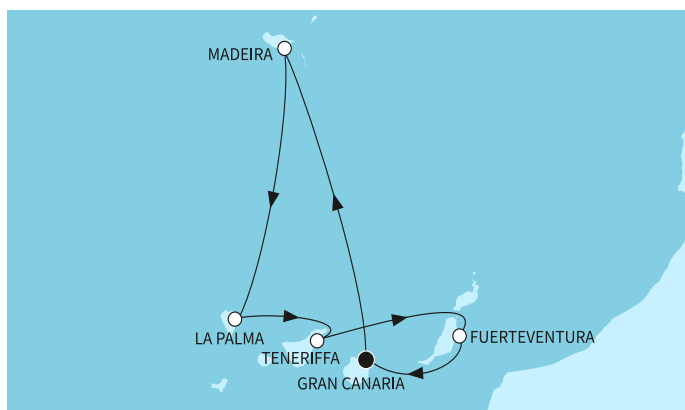 MADEIRA
LA PALMA
FUERTEVENTURA
TENERIFFA
GRAN CANARIA